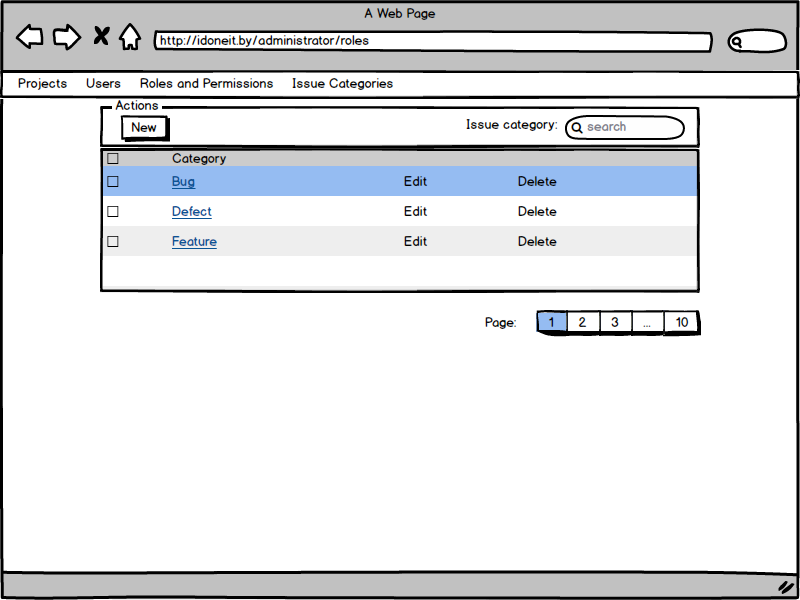 A Web Page
http://idoneit.by/administrator/roles
Projects Users Roles and Permissions Issue Categories
Actions
New Issue category: search
Category
Bug Edit Delete
Defect Edit Delete
Feature Edit Delete
Page: 1 2 3 ... 10